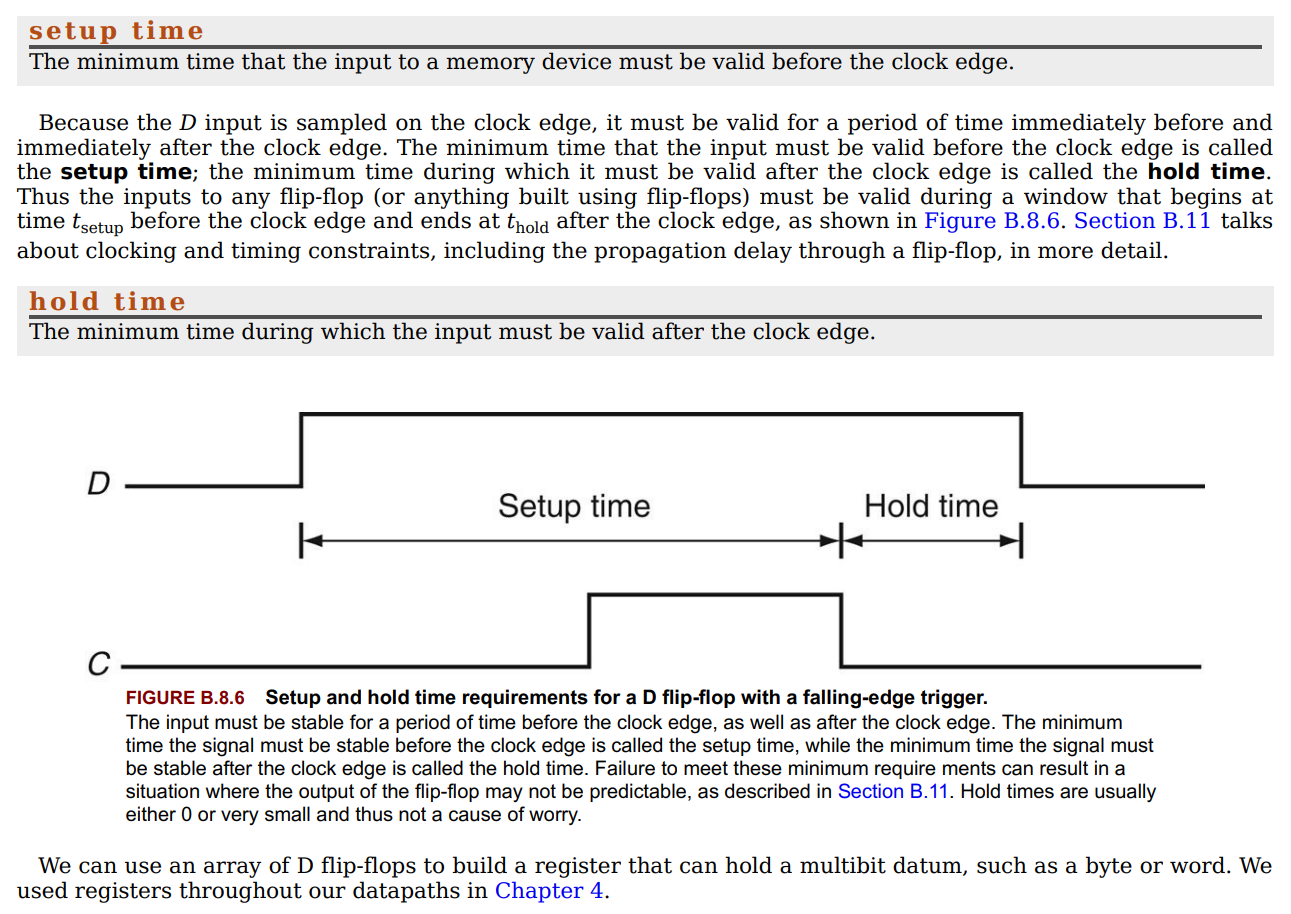 setup time
The minimum time that the input to a memory device must be valid before the clock edge.
Because the D input is sampled on the clock edge, it must be valid for a period of time immediately before and
immediately after the clock edge. The minimum time that the input must be valid before the clock edge is called
the setup time; the minimum time during which it must be valid after the clock edge is called the hold time.
Thus the inputs to any flip-flop (or anything built using flip-flops) must be valid during a window that begins at
time tsetup before the clock edge and ends at thold after the clock edge, as shown in Figure B.8.6. Section B.11 talks
about clocking and timing constraints, including the propagation delay through a flip-flop, in more detail.
hold time
The minimum time during which the input must be valid after the clock edge.
D
Setup time
Hold time
C
FIGURE B.8.6 Setup and hold time requirements for a D flip-flop with a falling-edge trigger.
The input must be stable for a period of time before the clock edge, as well as after the clock edge. The minimum
time the signal must be stable before the clock edge is called the setup time, while the minimum time the signal must
be stable after the clock edge is called the hold time. Failure to meet these minimum require ments can result in a
situation where the output of the flip-flop may not be predictable, as described in Section B.11. Hold times are usually
either 0 or very small and thus not a cause of worry.
We can use an array of D flip-flops to build a register that can hold a multibit datum, such as a byte or word. We
used registers throughout our datapaths in Chapter 4.